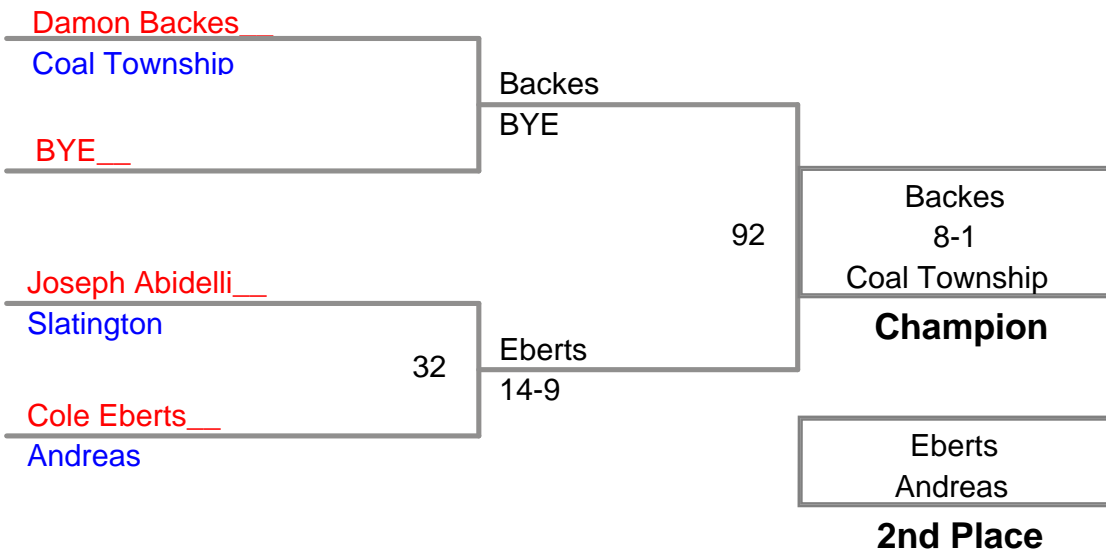 Damon Backes__
Coal Township
Backes
BYE
BYE__
92
Backes
8-1
Coal Township
Champion
Joseph Abidelli__
Slatington
32
Eberts
14-9
Cole Eberts__
Andreas
Eberts
Andreas
2nd Place